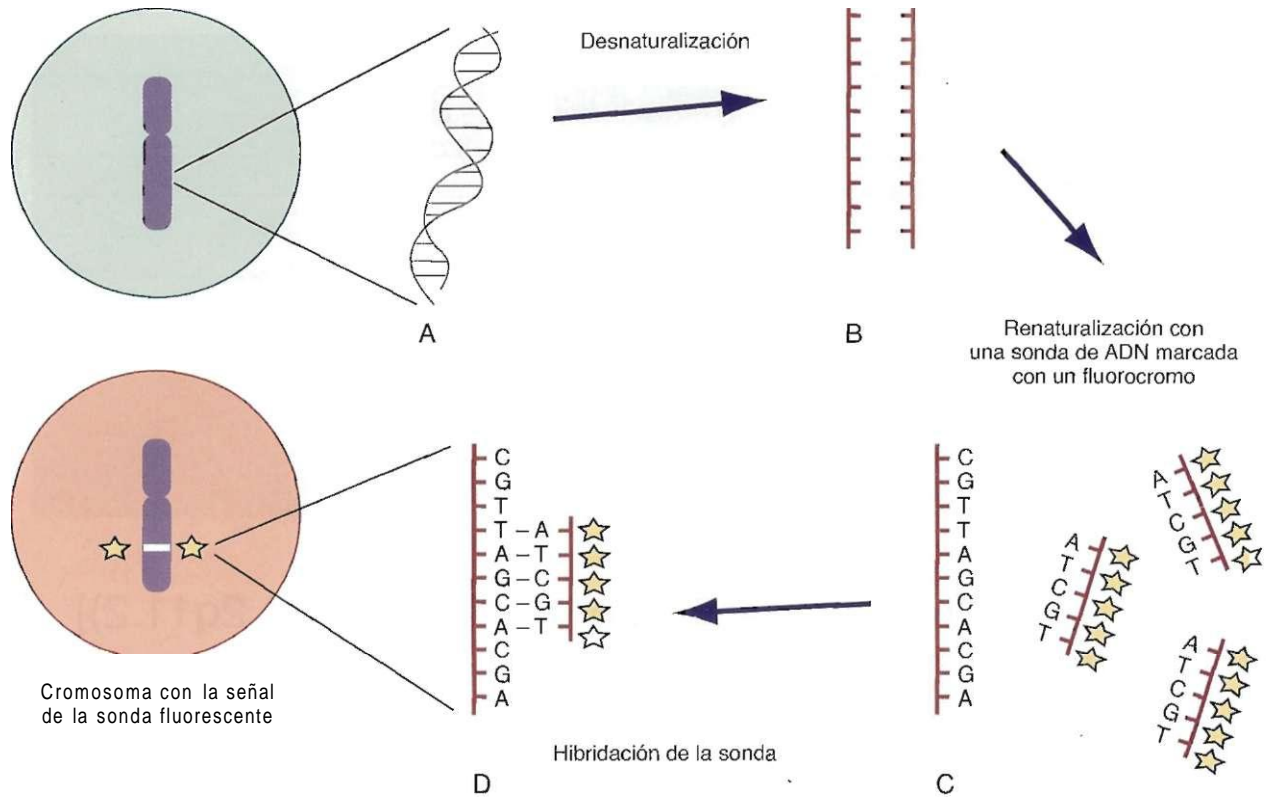 Desnaturalización
A
B
Renaturalización con
una sonda de ADN marcada
con un fluorocromo
C
G
T
T
A
G
C
A
C
G
A
A
T
C
G
T
A
T
C
G
T
A
T
C
G
T
C
C
G
T
T – A
A – T
G – C
C – G
A – T
C
G
A
Hibridación de la sonda
D
Cromosoma con la señal
de la sonda fluorescente